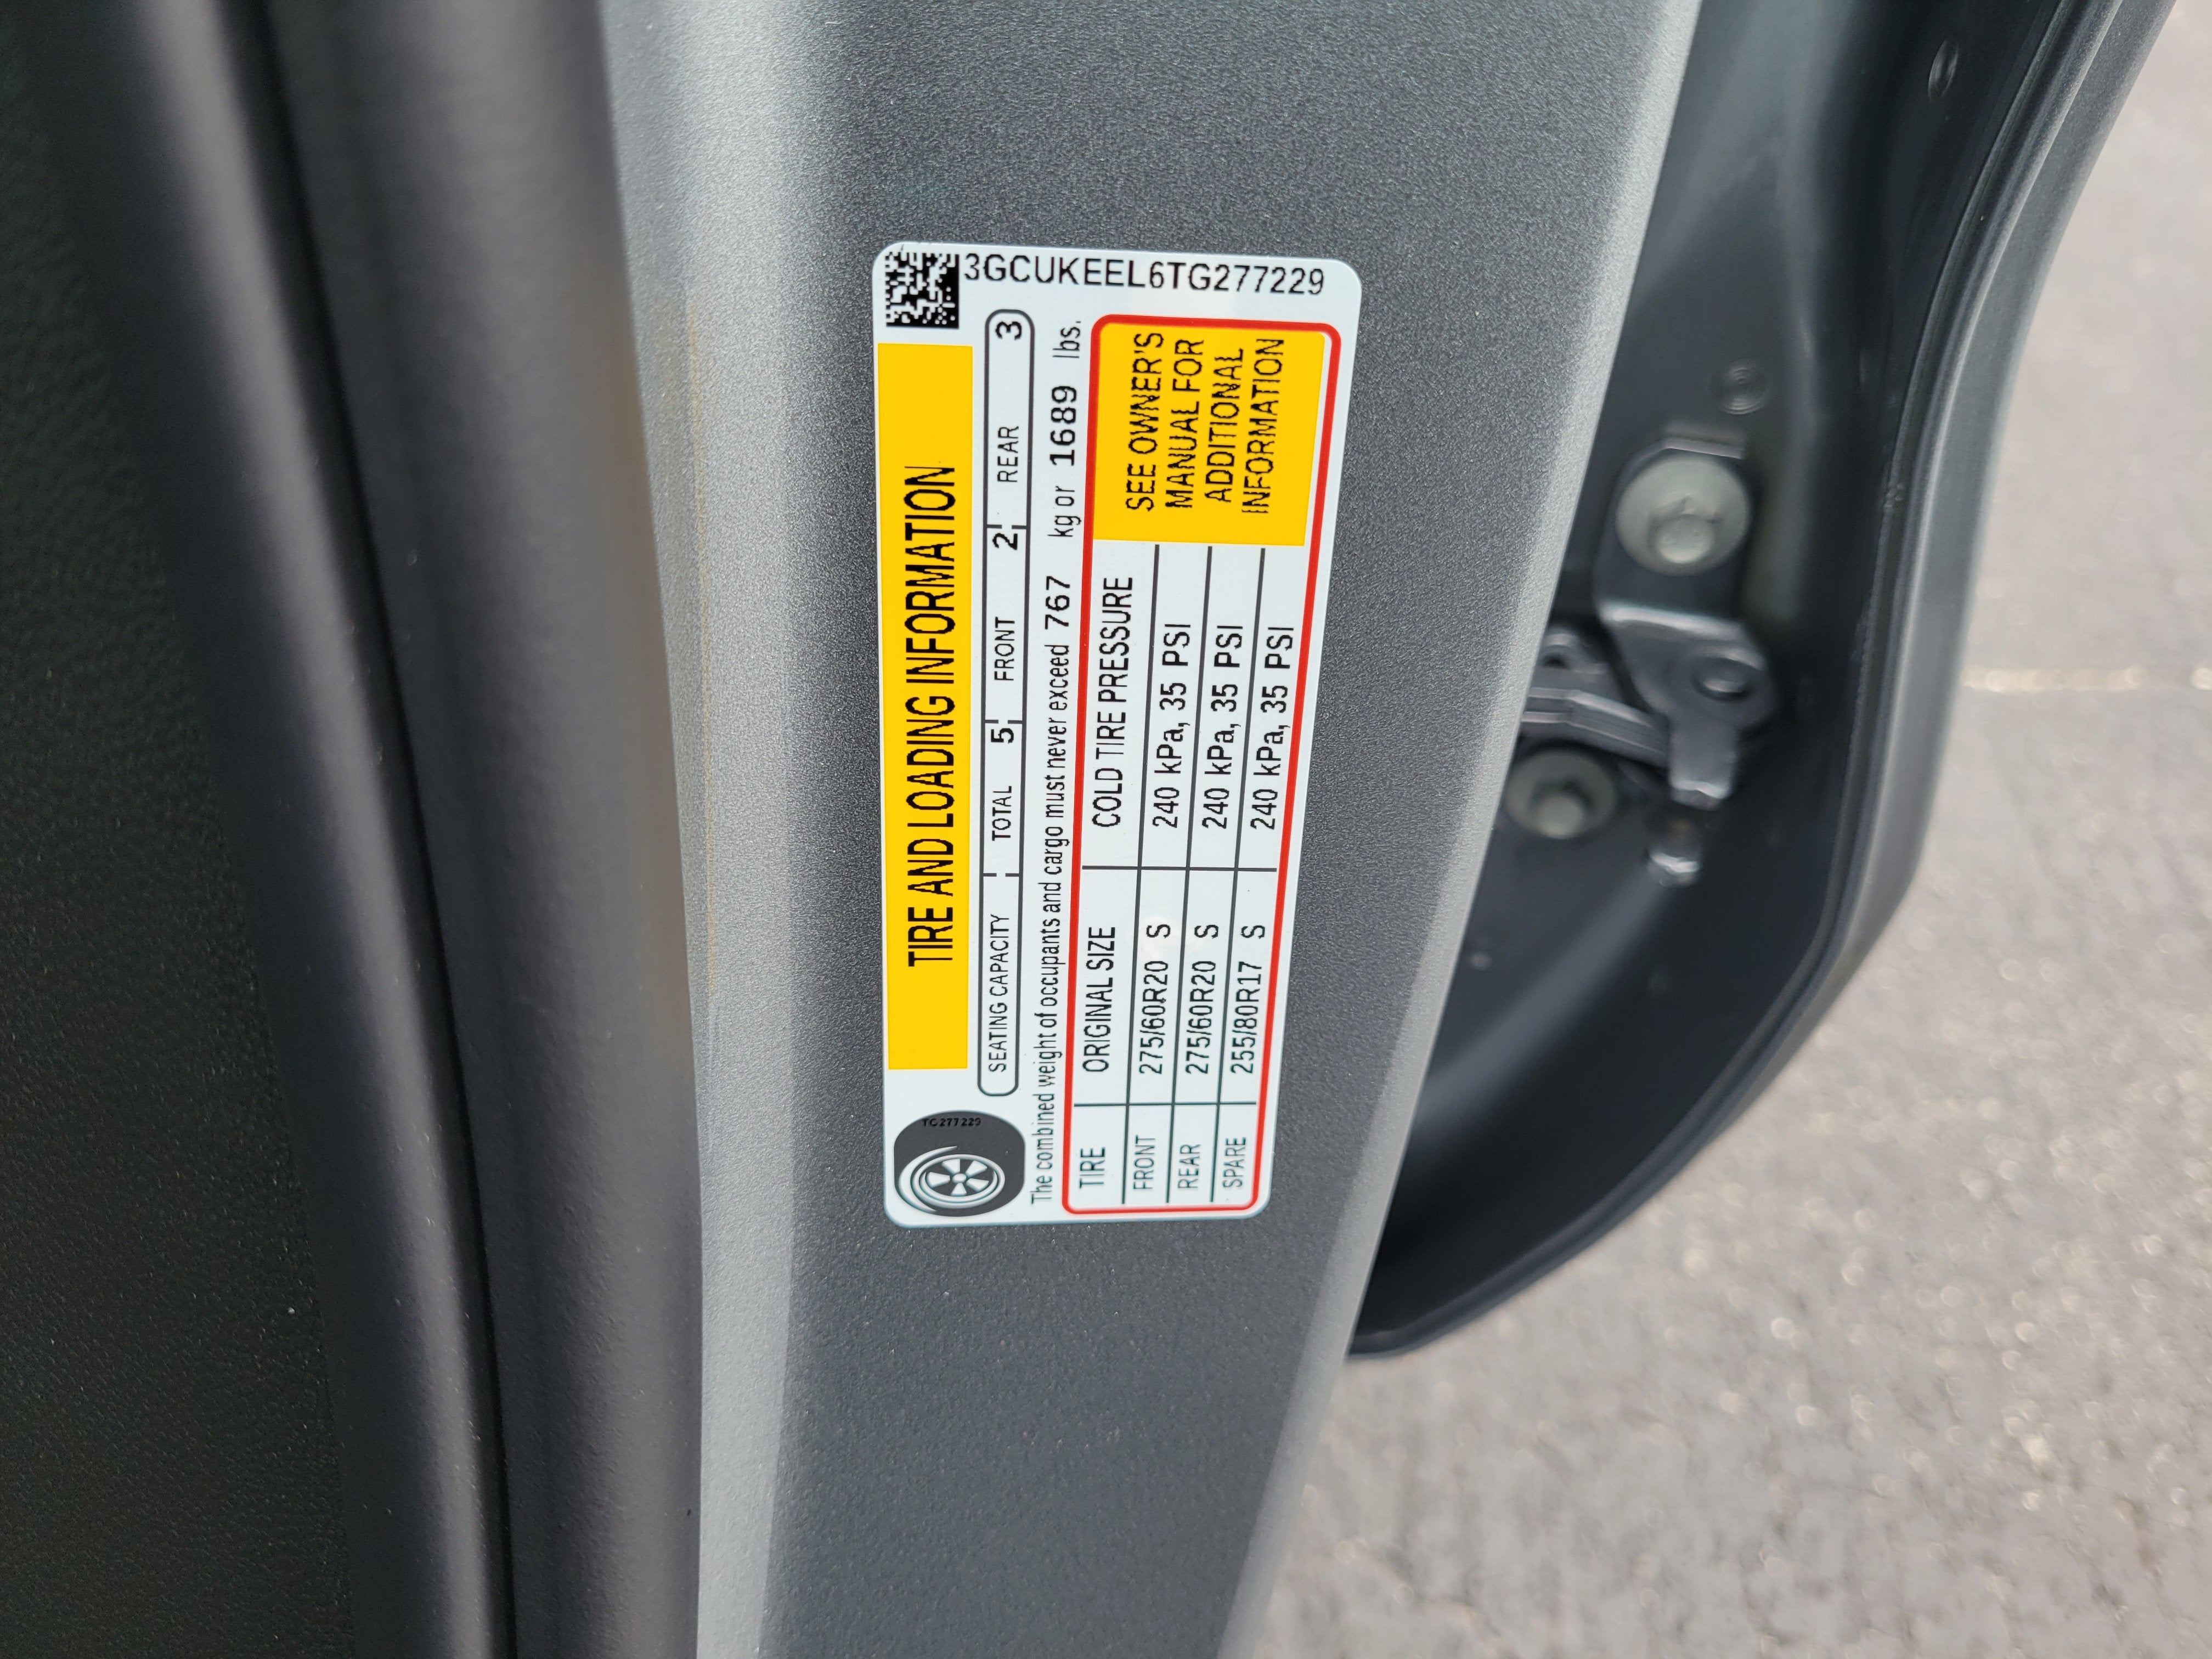 3GCUKEEL6TG277229
TIRE AND LOADING INFORMATION
TG277229
SEATING CAPACITY TOTAL 5 FRONT 2 REAR 3
The combined weight of occupants and cargo must never exceed 767 kg or 1689 lbs.
TIRE ORIGINAL SIZE COLD TIRE PRESSURE
FRONT 275/60R20 S 240 kPa, 35 PSI
REAR 275/60R20 S 240 kPa, 35 PSI
SPARE 255/80R17 S 240 kPa, 35 PSI
SEE OWNER'S
MANUAL FOR
ADDITIONAL
INFORMATION